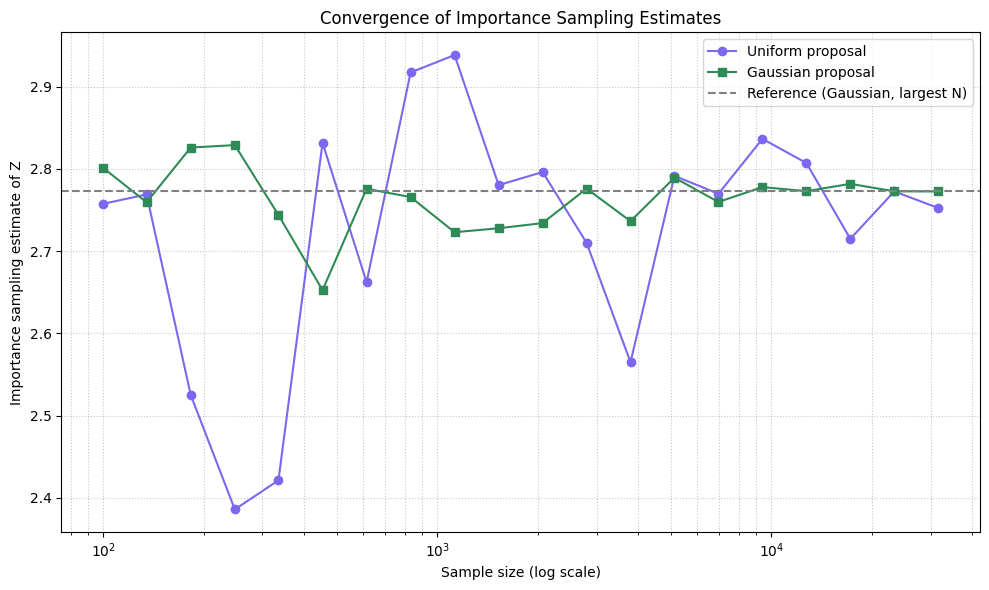 Convergence of Importance Sampling Estimates
Uniform proposal
Gaussian proposal
Reference (Gaussian, largest N)
Importance sampling estimate of Z
2.9
2.8
2.7
2.6
2.5
2.4
10²
10³
10⁴
Sample size (log scale)